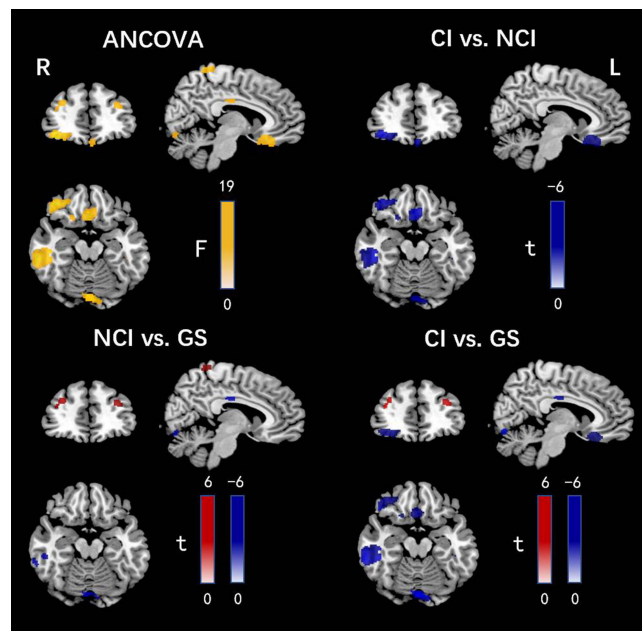 ANCOVA
CI vs. NCI
R
L
19
F
0
-6
t
0
NCI vs. GS
CI vs. GS
6 -6
t
0 0
6 -6
t
0 0